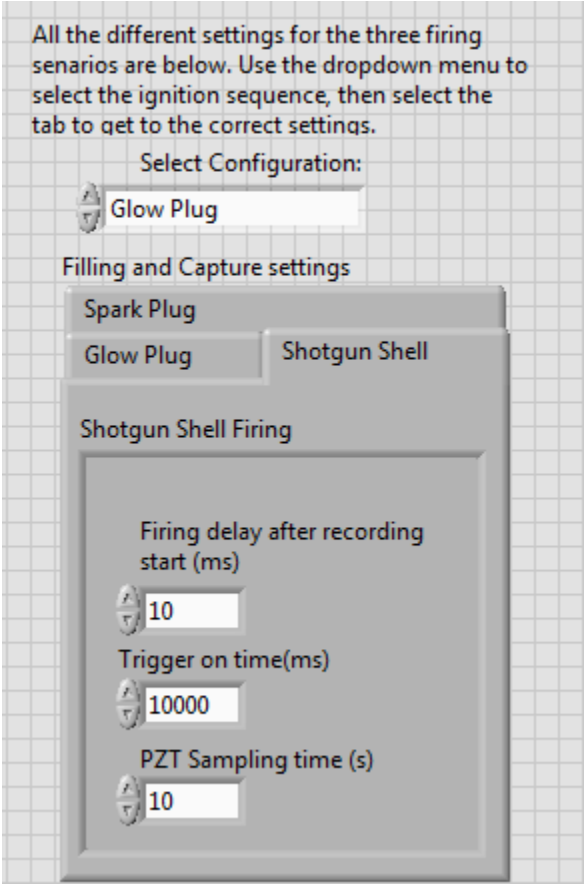 All the different settings for the three firing
senarios are below. Use the dropdown menu to
select the ignition sequence, then select the
tab to get to the correct settings.
Select Configuration:
Glow Plug
Filling and Capture settings
Spark Plug
Glow Plug
Shotgun Shell
Shotgun Shell Firing
Firing delay after recording
start (ms)
10
Trigger on time(ms)
10000
PZT Sampling time (s)
10